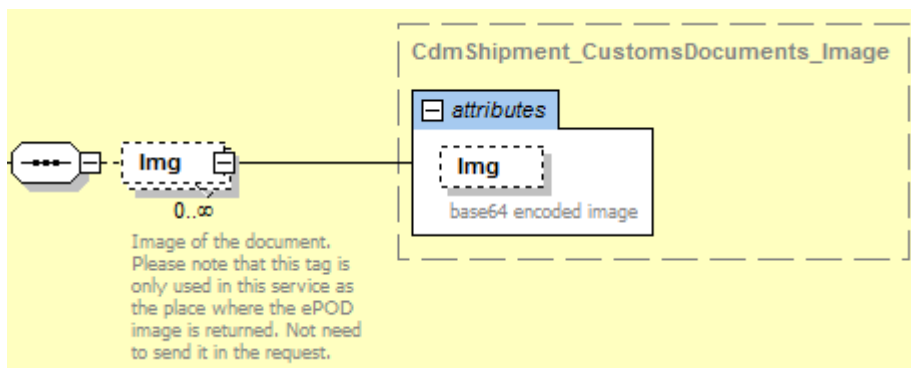 CdmShipment_CustomsDocuments_Image
attributes
Img
Img
base64 encoded image
0..∞
Image of the document.
Please note that this tag is
only used in this service as
the place where the ePOD
image is returned. Not need
to send it in the request.